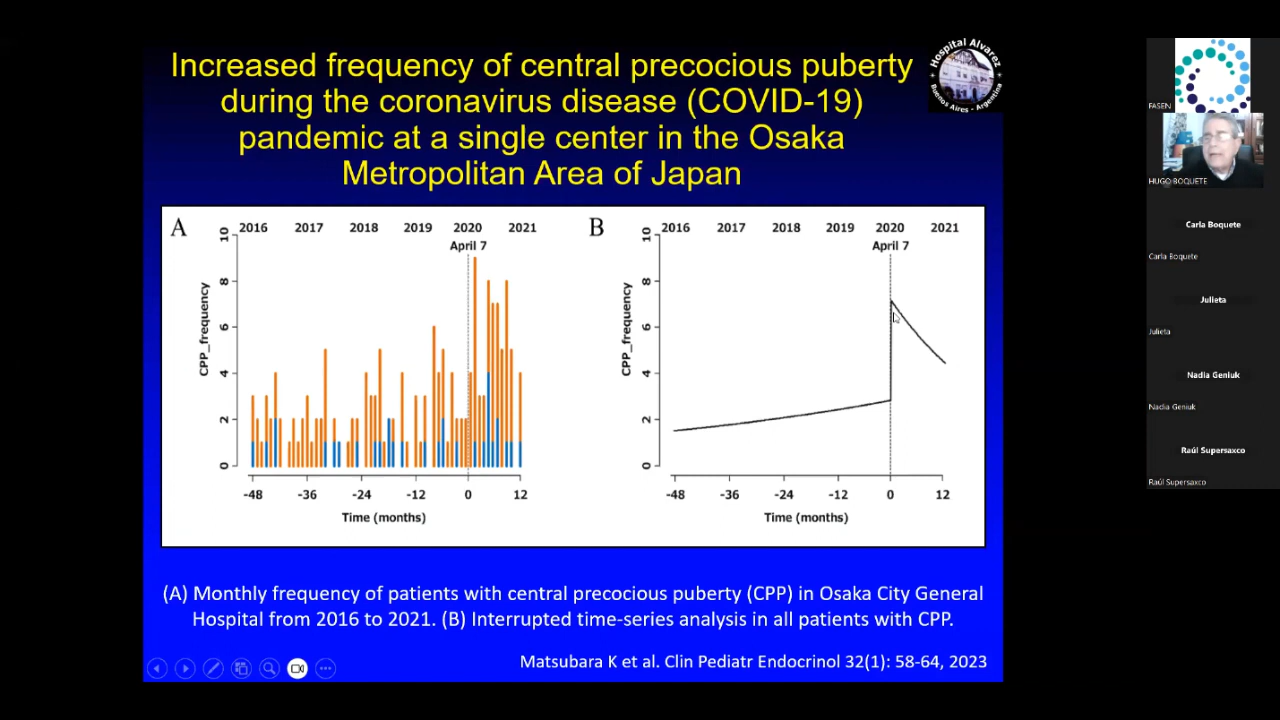 Increased frequency of central precocious puberty
during the coronavirus disease (COVID-19)
pandemic at a single center in the Osaka
Metropolitan Area of Japan
Hospital Alvarez
Buenos Aires - Argentina
A
2016 2017 2018 2019 2020 2021
April 7
CPP_frequency
10
8
6
4
2
0
-48 -36 -24 -12 0 12
Time (months)
B
2016 2017 2018 2019 2020 2021
April 7
CPP_frequency
10
8
6
4
2
0
-48 -36 -24 -12 0 12
Time (months)
(A) Monthly frequency of patients with central precocious puberty (CPP) in Osaka City General
Hospital from 2016 to 2021. (B) Interrupted time-series analysis in all patients with CPP.
Matsubara K et al. Clin Pediatr Endocrinol 32(1): 58-64, 2023
FASEN
HUGO BOQUETE
Carla Boquete
Carla Boquete
Julieta
Julieta
Nadia Geniuk
Nadia Geniuk
Raúl Supersaxco
Raúl Supersaxco